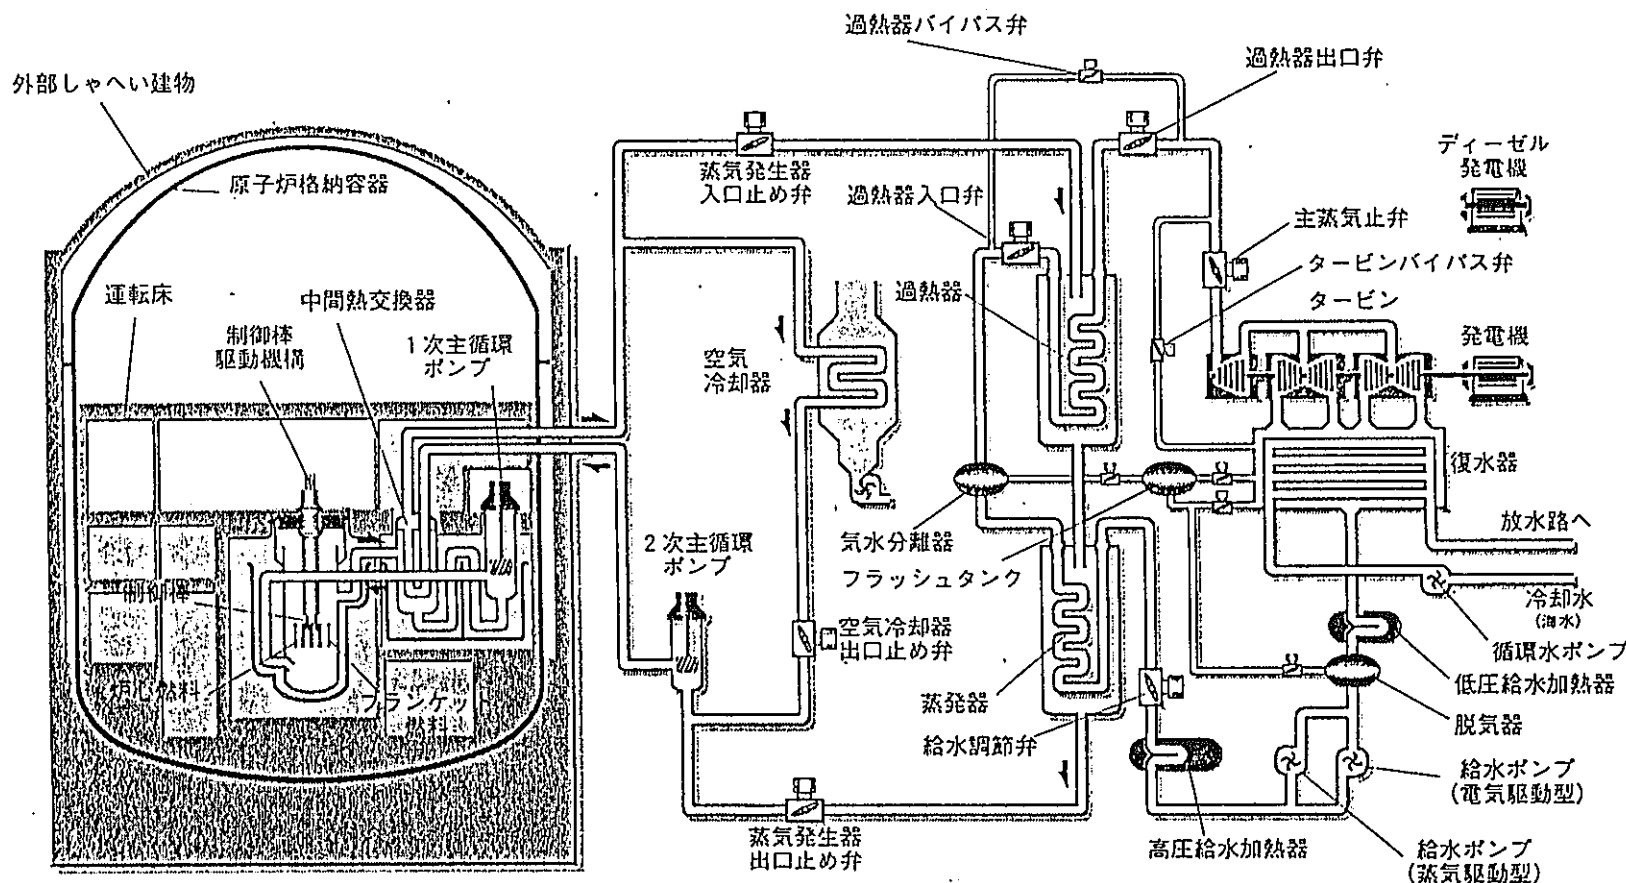 過熱器バイパス弁
過熱器出口弁
外部しゃへい建物
ディーゼル
発電機
原子炉格納容器
蒸気発生器
入口止め弁
過熱器入口弁
主蒸気止弁
タービンバイパス弁
タービン
運転床
中間熱交換器
過熱器
制御棒
駆動機構
1次主循環
ポンプ
空気
冷却器
発電機
復水器
気水分離器
フラッシュタンク
放水路へ
2次主循環
ポンプ
制御棒
冷却水
(海水)
空気冷却器
出口止め弁
循環水ポンプ
低圧給水加熱器
炉心燃料
ブランケット
燃料
蒸発器
脱気器
給水調節弁
給水ポンプ
(電気駆動型)
蒸気発生器
出口止め弁
高圧給水加熱器
給水ポンプ
(蒸気駆動型)